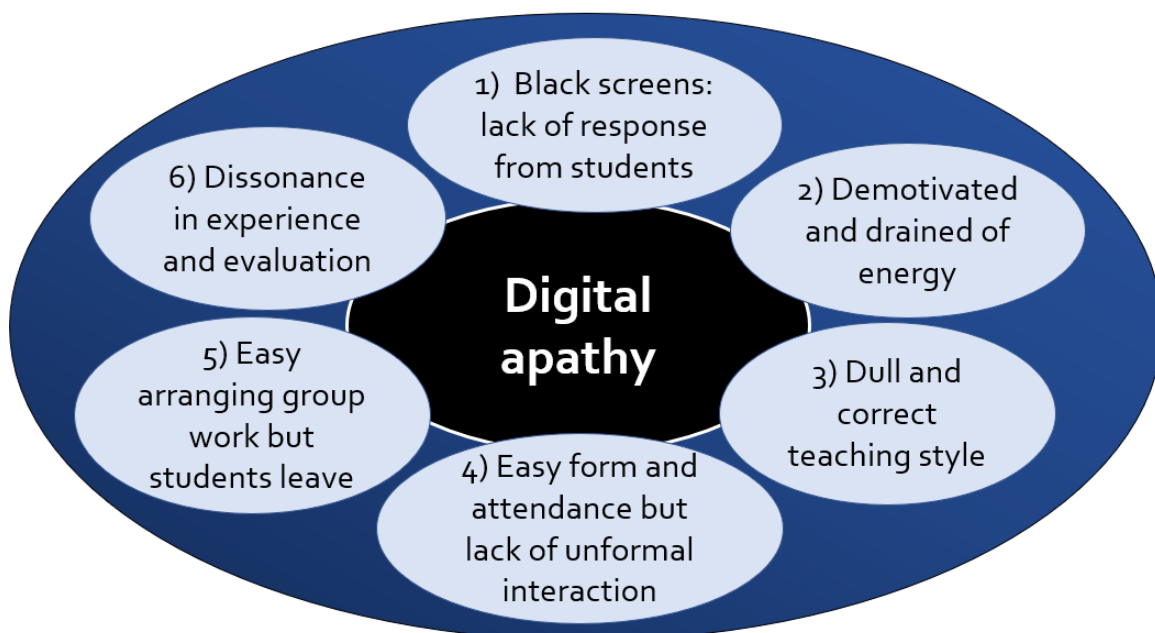 1) Black screens:
lack of response
from students
2) Demotivated
and drained of
energy
3) Dull and
correct
teaching style
4) Easy form and
attendance but
lack of unformal
interaction
5) Easy
arranging group
work but
students leave
6) Dissonance
in experience
and evaluation
Digital
apathy